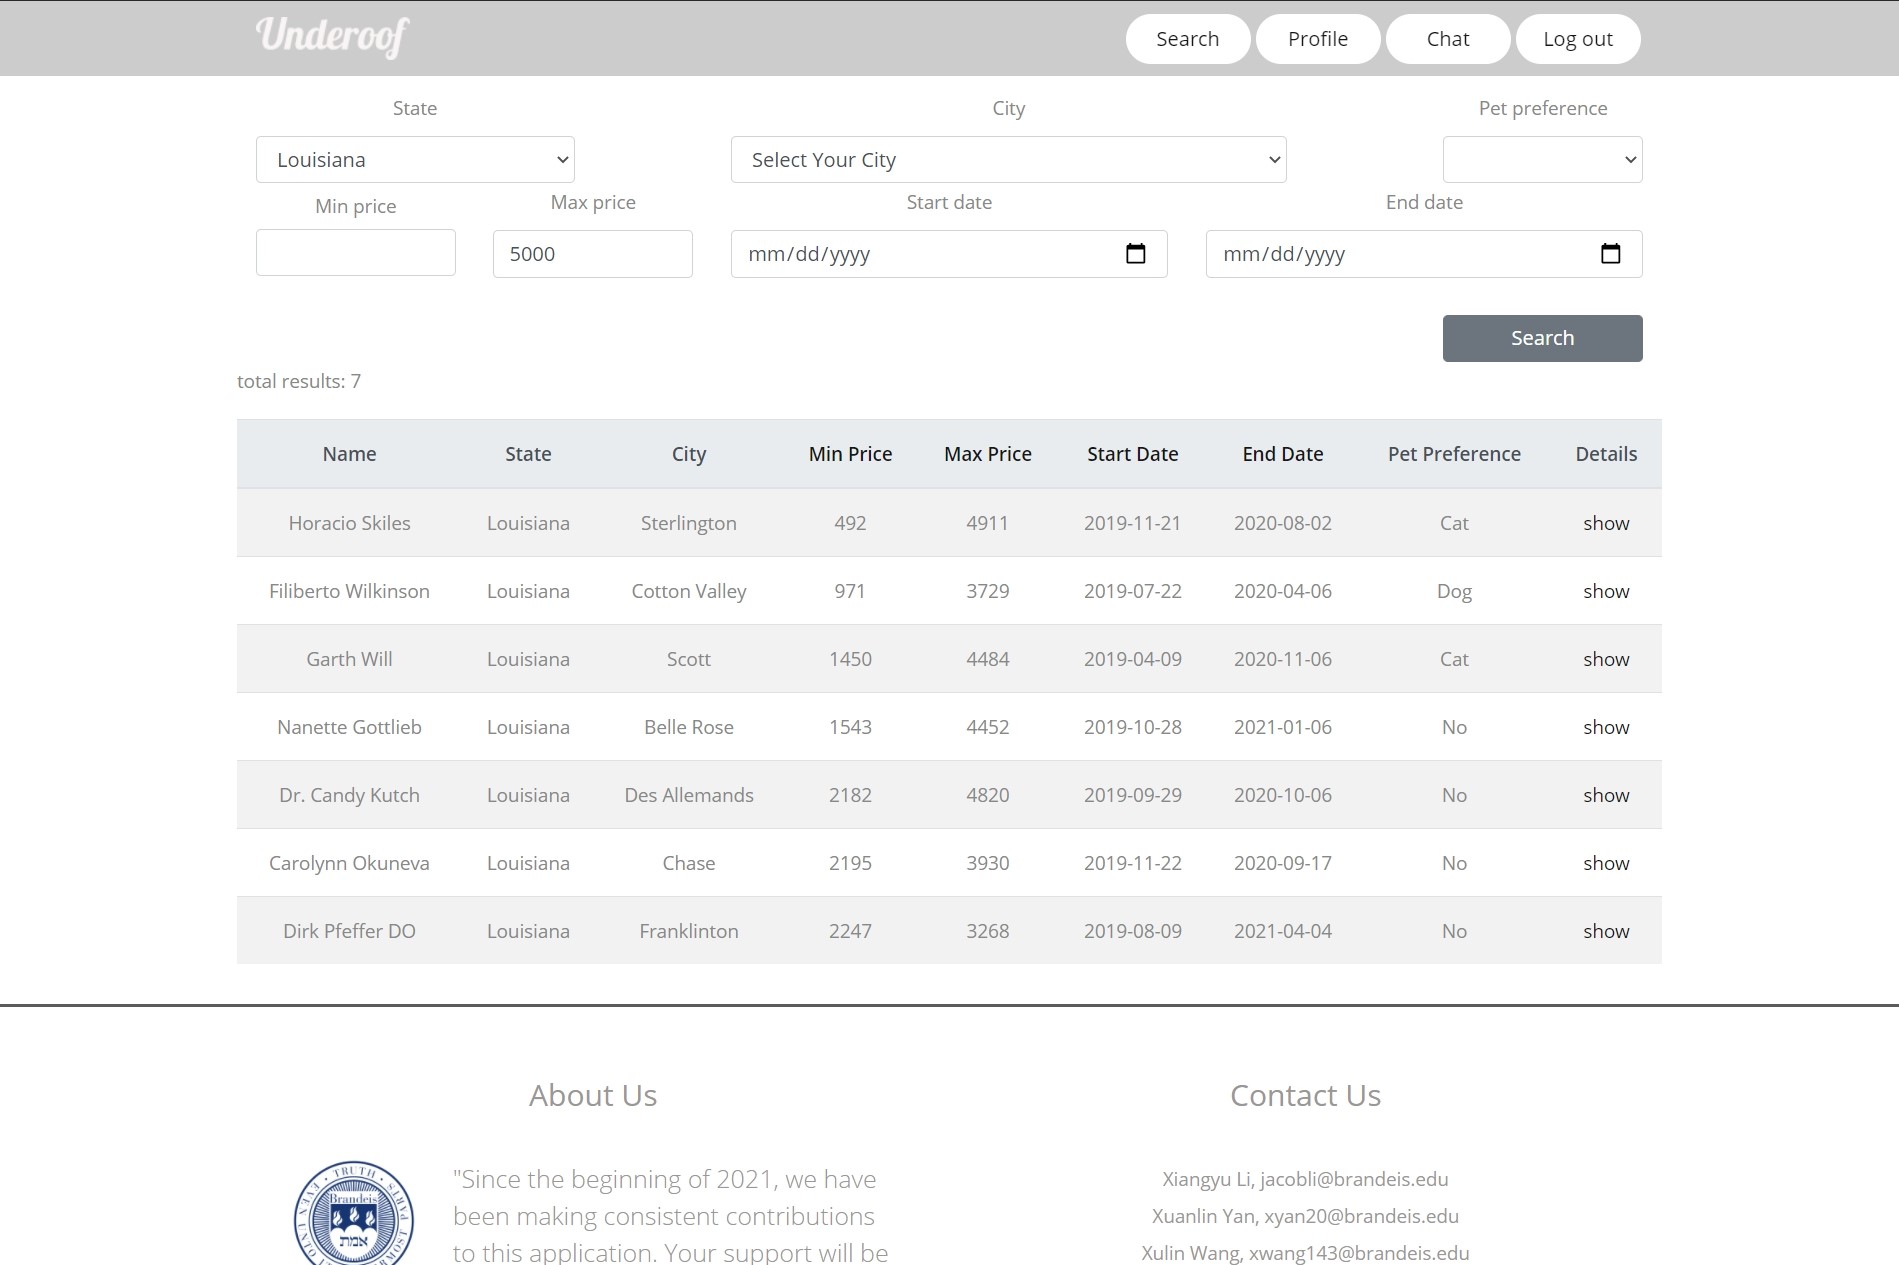 Underoof
Search Profile Chat Log out
State City Pet preference
Louisiana Select Your City
Min price Max price Start date End date
5000 mm/dd/yyyy mm/dd/yyyy
Search
total results: 7
Name State City Min Price Max Price Start Date End Date Pet Preference Details
Horacio Skiles Louisiana Sterlington 492 4911 2019-11-21 2020-08-02 Cat show
Filiberto Wilkinson Louisiana Cotton Valley 971 3729 2019-07-22 2020-04-06 Dog show
Garth Will Louisiana Scott 1450 4484 2019-04-09 2020-11-06 Cat show
Nanette Gottlieb Louisiana Belle Rose 1543 4452 2019-10-28 2021-01-06 No show
Dr. Candy Kutch Louisiana Des Allemands 2182 4820 2019-09-29 2020-10-06 No show
Carolynn Okuneva Louisiana Chase 2195 3930 2019-11-22 2020-09-17 No show
Dirk Pfeffer DO Louisiana Franklinton 2247 3268 2019-08-09 2021-04-04 No show
About Us
TRUTH EVEN UNTO PARTS
Brandeis
אמת
"Since the beginning of 2021, we have
been making consistent contributions
to this application. Your support will be
Contact Us
Xiangyu Li, jacobli@brandeis.edu
Xuanlin Yan, xyan20@brandeis.edu
Xulin Wang, xwang143@brandeis.edu